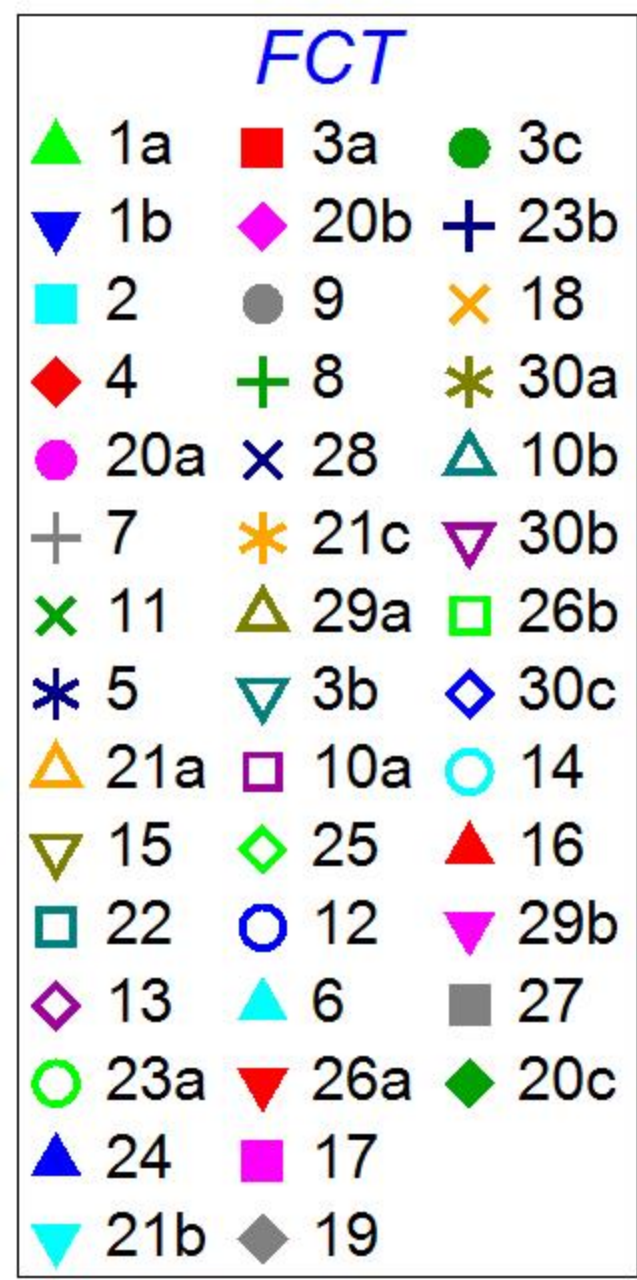 FCT
1a 3a 3c
1b 20b 23b
2 9 18
4 8 30a
20a 28 10b
7 21c 30b
11 29a 26b
5 3b 30c
21a 10a 14
15 25 16
22 12 29b
13 6 27
23a 26a 20c
24 17
21b 19